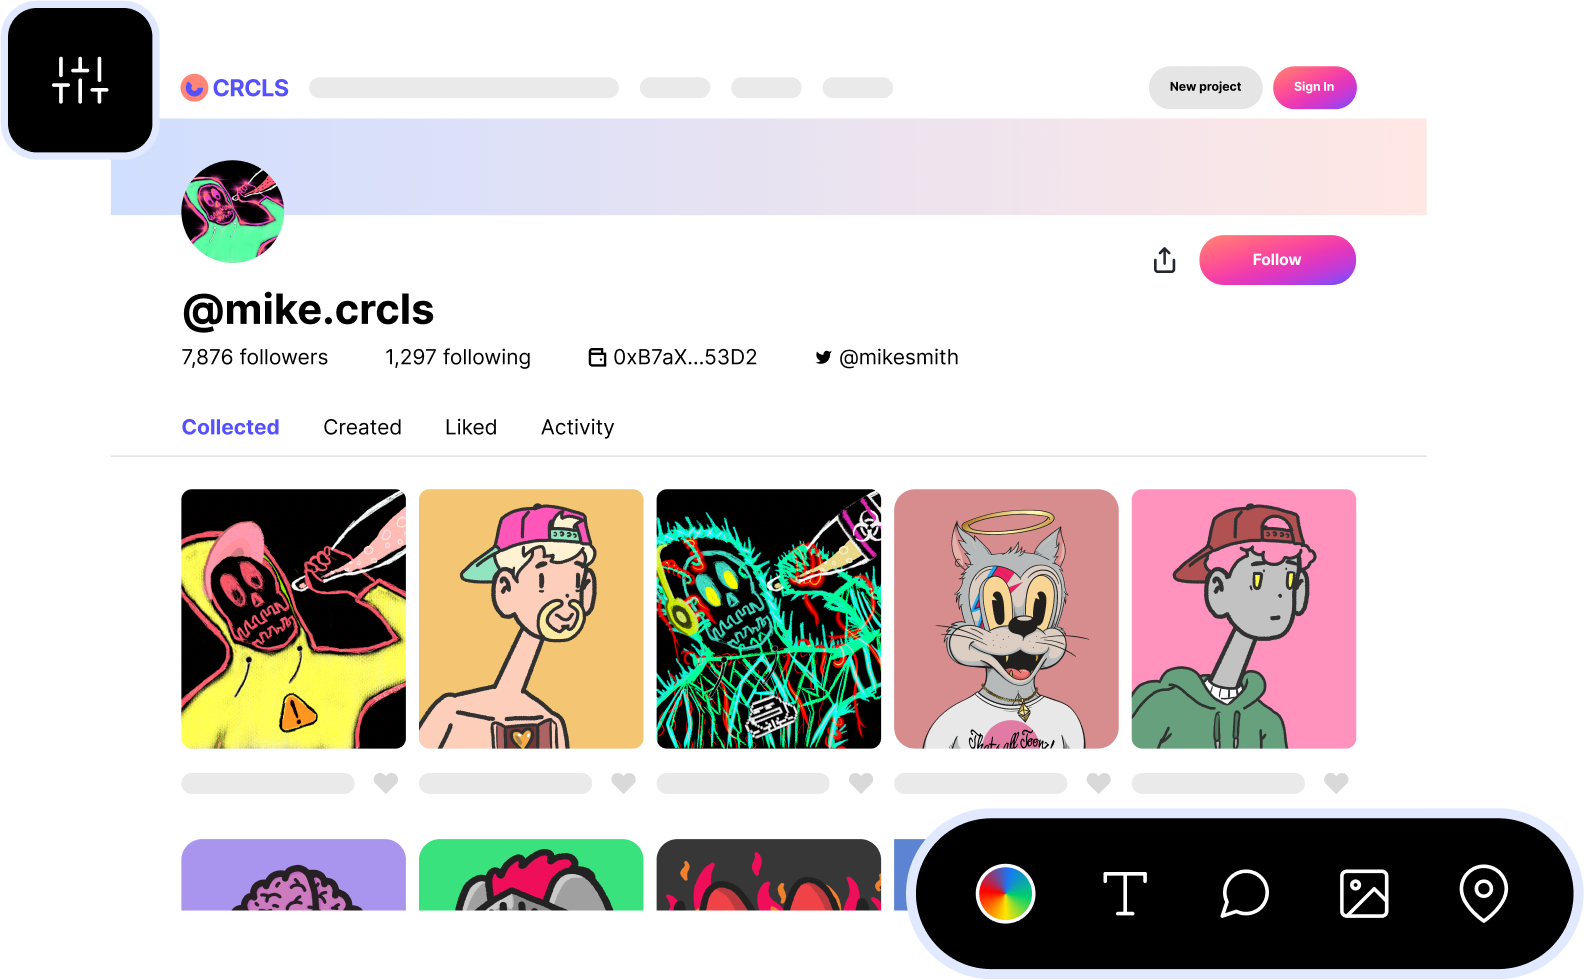 CRCLS
New project
Sign In
Follow
@mike.crcls
7,876 followers 1,297 following 0xB7aX...53D2 @mikesmith
Collected Created Liked Activity
That's all Toonz!